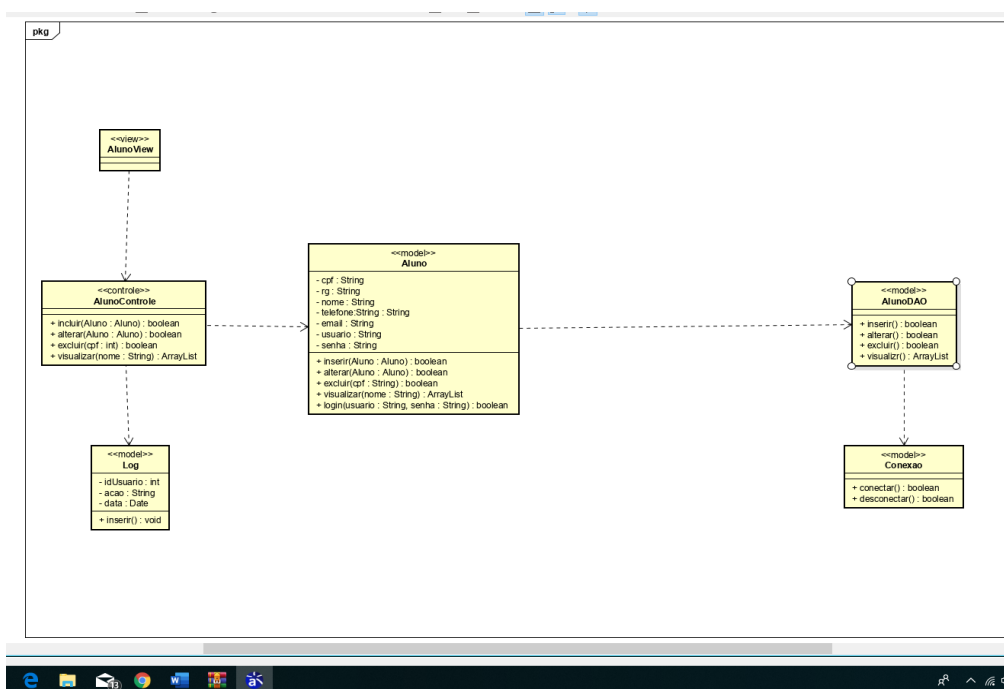 pkg
<<view>>
AlunoView
<<controle>>
AlunoControle
+ incluir(Aluno : Aluno) : boolean
+ alterar(Aluno : Aluno) : boolean
+ excluir(cpf : int) : boolean
+ visualizar(nome : String) : ArrayList
<<model>>
Log
- idUsuario : int
- acao : String
- data : Date
+ inserir() : void
<<model>>
Aluno
- cpf : String
- rg : String
- nome : String
- telefone:String : String
- email : String
- usuario : String
- senha : String
+ inserir(Aluno : Aluno) : boolean
+ alterar(Aluno : Aluno) : boolean
+ excluir(cpf : String) : boolean
+ visualizar(nome : String) : ArrayList
+ login(usuario : String, senha : String) : boolean
<<model>>
AlunoDAO
+ inserir() : boolean
+ alterar() : boolean
+ excluir() : boolean
+ visualizr() : ArrayList
<<model>>
Conexao
+ conectar() : boolean
+ desconectar() : boolean
13